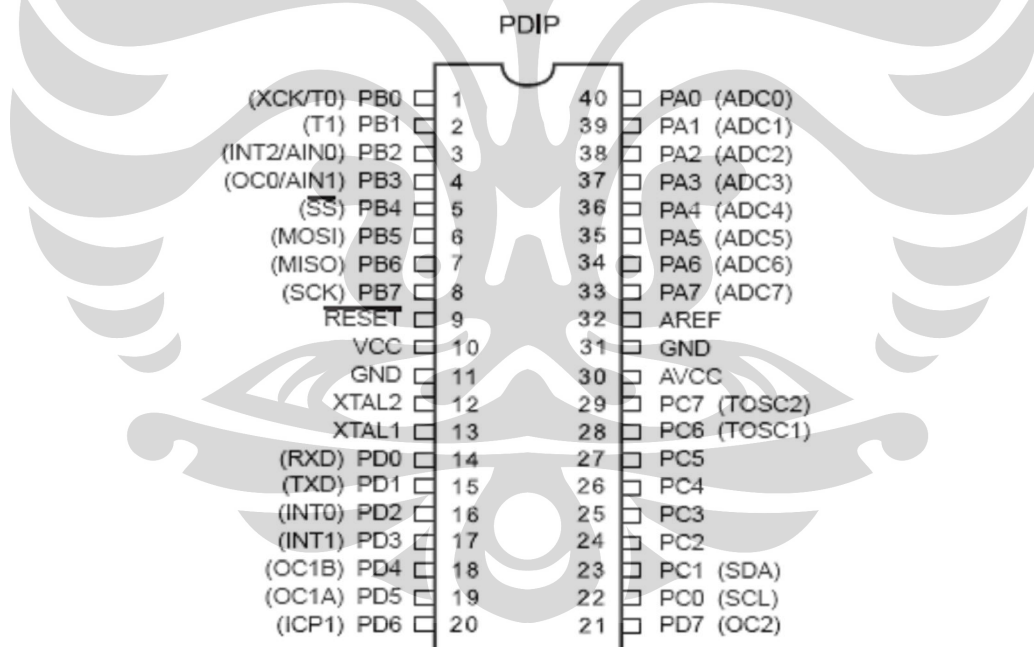 PDIP
(XCK/T0) PB0 1 40 PA0 (ADC0)
(T1) PB1 2 39 PA1 (ADC1)
(INT2/AIN0) PB2 3 38 PA2 (ADC2)
(OC0/AIN1) PB3 4 37 PA3 (ADC3)
(SS) PB4 5 36 PA4 (ADC4)
(MOSI) PB5 6 35 PA5 (ADC5)
(MISO) PB6 7 34 PA6 (ADC6)
(SCK) PB7 8 33 PA7 (ADC7)
RESET 9 32 AREF
VCC 10 31 GND
GND 11 30 AVCC
XTAL2 12 29 PC7 (TOSC2)
XTAL1 13 28 PC6 (TOSC1)
(RXD) PD0 14 27 PC5
(TXD) PD1 15 26 PC4
(INT0) PD2 16 25 PC3
(INT1) PD3 17 24 PC2
(OC1B) PD4 18 23 PC1 (SDA)
(OC1A) PD5 19 22 PC0 (SCL)
(ICP1) PD6 20 21 PD7 (OC2)